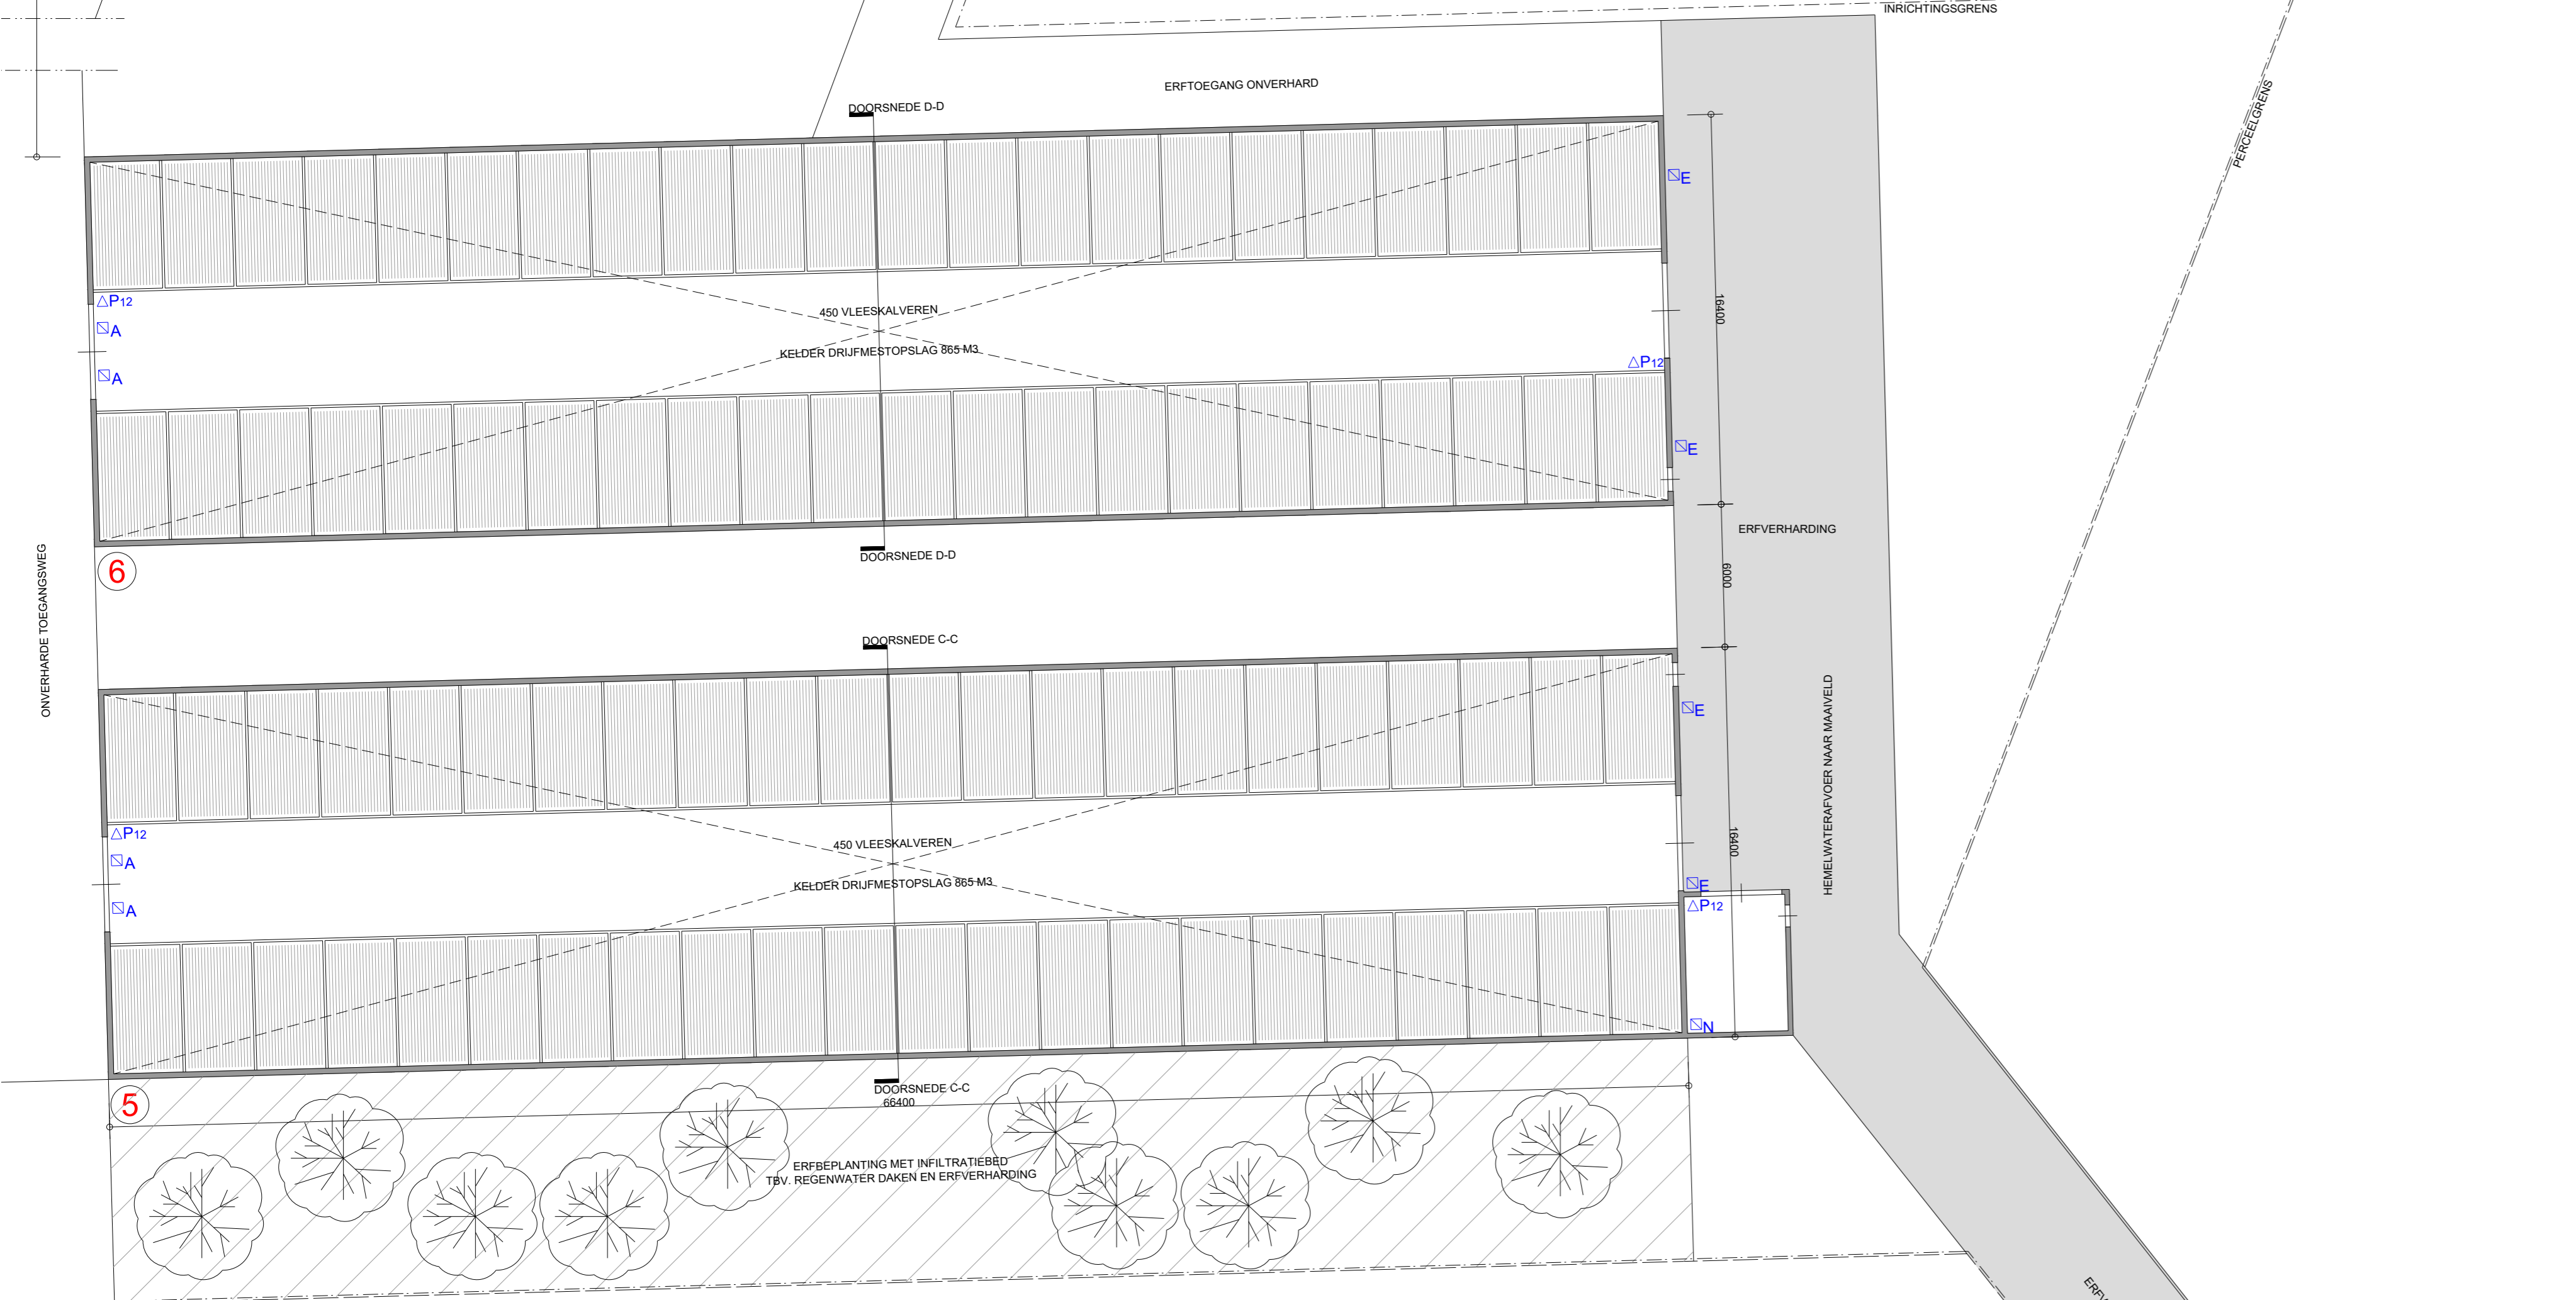 INRICHTINGSGRENS
PERCEELGRENS
ERFTOEGANG ONVERHARD
DOORSNEDE D-D
E
P12
A
A
450 VLEESKALVEREN
KELDER DRIJFMESTOPSLAG 865 M3
16400
P12
E
ERFVERHARDING
DOORSNEDE D-D
6
6000
ONVERHARDE TOEGANGSWEG
DOORSNEDE C-C
E
HEMELWATERAFVOER NAAR MAAIVELD
P12
A
A
450 VLEESKALVEREN
KELDER DRIJFMESTOPSLAG 865 M3
16400
E
P12
N
DOORSNEDE C-C
66400
5
ERFBEPLANTING MET INFILTRATIEBED
TBV. REGENWATER DAKEN EN ERFVERHARDING